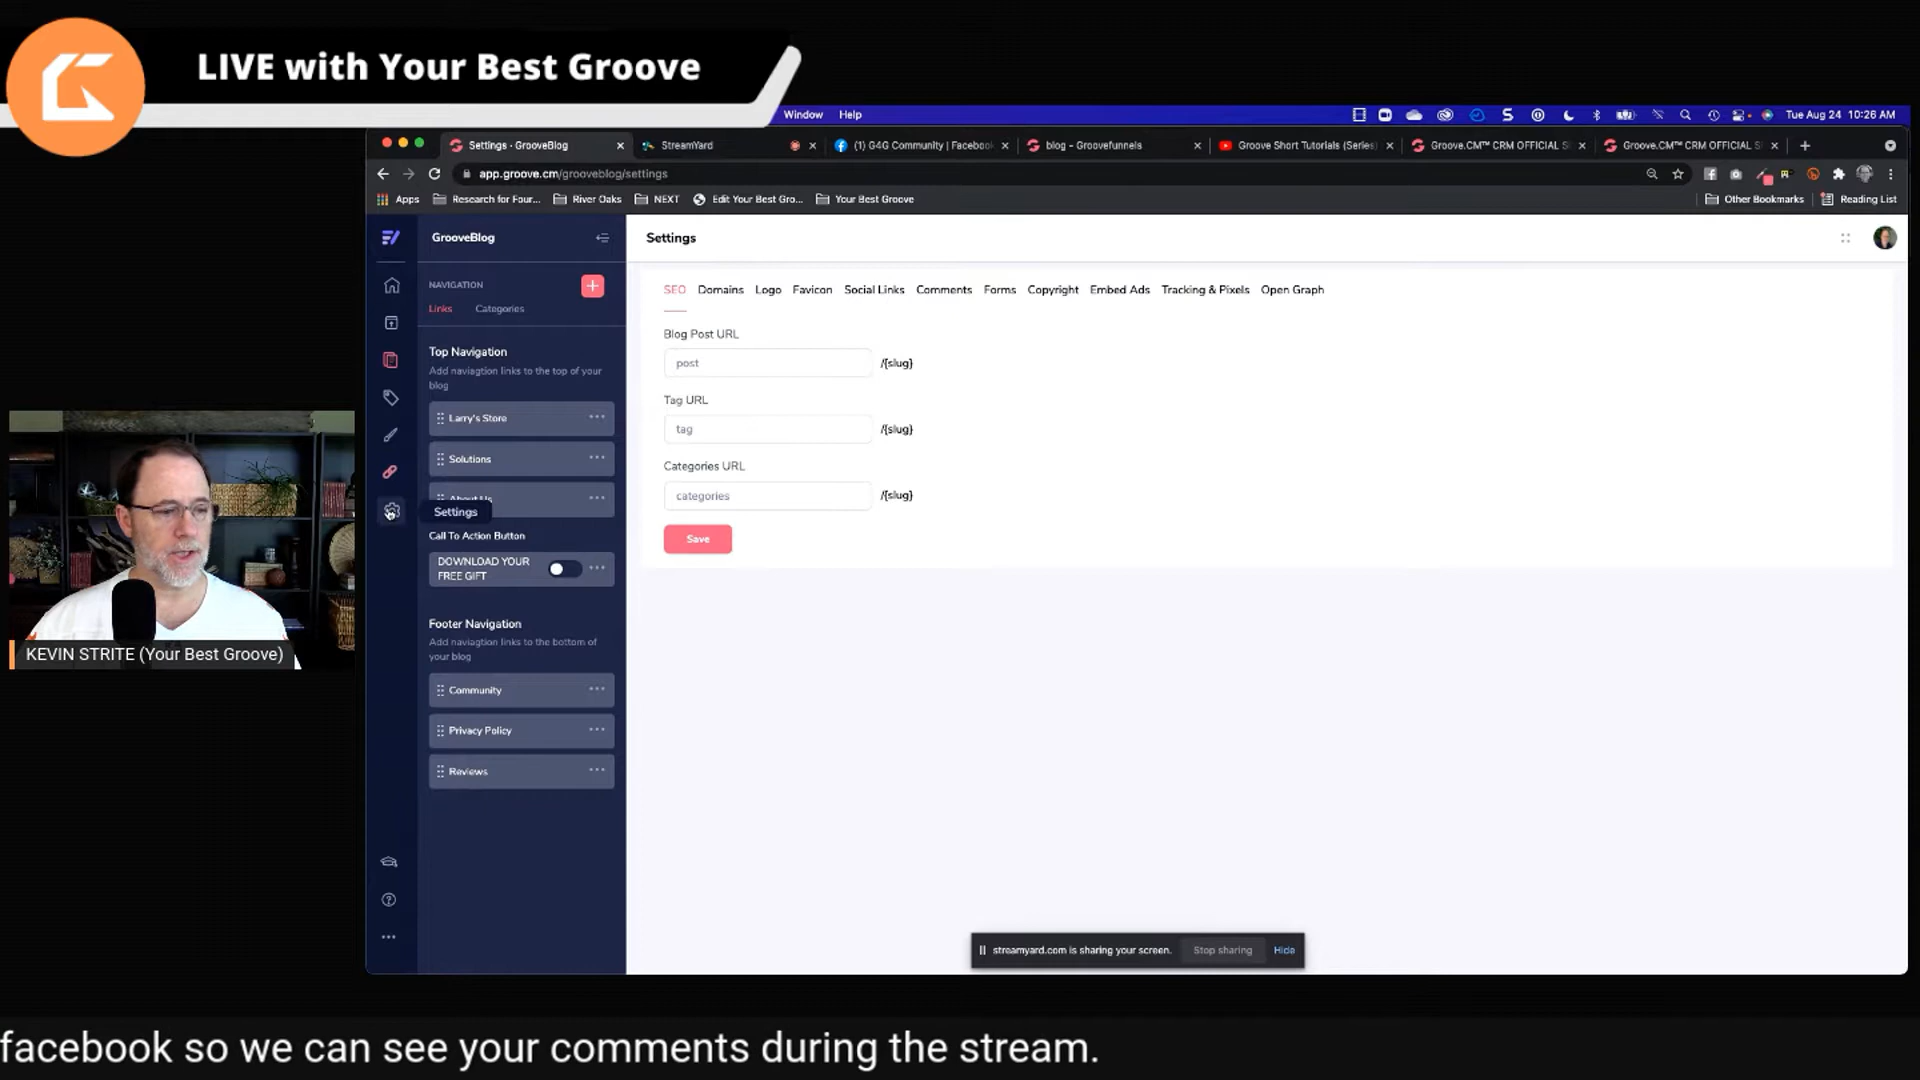 LIVE with Your Best Groove
Window Help
Tue Aug 24 10:26 AM
Settings · GrooveBlog
StreamYard
(1) G4G Community | Facebook
blog – Groovefunnels
Groove Short Tutorials (Series)
Groove.CM™ CRM OFFICIAL S
Groove.CM™ CRM OFFICIAL S
app.groove.cm/grooveblog/settings
Apps
Research for Four...
River Oaks
NEXT
Edit Your Best Gro...
Your Best Groove
Other Bookmarks
Reading List
GrooveBlog
Settings
NAVIGATION
Links Categories
Top Navigation
Add naviagtion links to the top of your
blog
Larry's Store
Solutions
About Us
Settings
Call To Action Button
DOWNLOAD YOUR
FREE GIFT
Footer Navigation
Add naviagtion links to the bottom of
your blog
Community
Privacy Policy
Reviews
SEO Domains Logo Favicon Social Links Comments Forms Copyright Embed Ads Tracking & Pixels Open Graph
Blog Post URL
post /{slug}
Tag URL
tag /{slug}
Categories URL
categories /{slug}
Save
KEVIN STRITE (Your Best Groove)
streamyard.com is sharing your screen. Stop sharing Hide
facebook so we can see your comments during the stream.